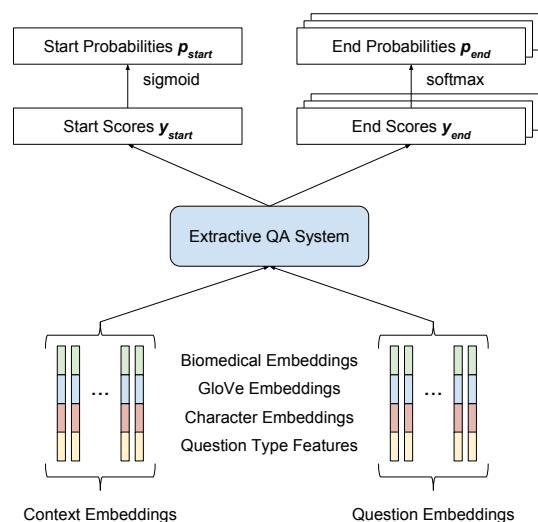 Start Probabilities p_start
End Probabilities p_end
sigmoid
softmax
Start Scores y_start
End Scores y_end
Extractive QA System
Biomedical Embeddings
GloVe Embeddings
Character Embeddings
Question Type Features
...
...
Context Embeddings
Question Embeddings